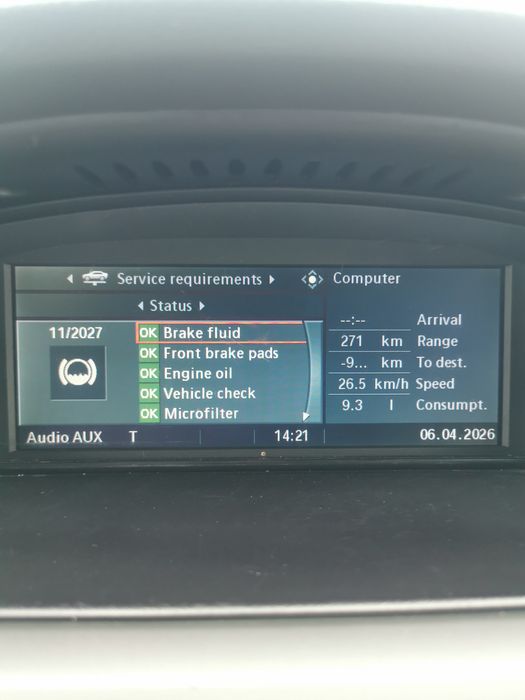 Service requirements
Computer
Status
11/2027
OK Brake fluid
OK Front brake pads
OK Engine oil
OK Vehicle check
OK Microfilter
--:-- Arrival
271 km Range
-9... km To dest.
26.5 km/h Speed
9.3 l Consumpt.
Audio AUX T 14:21 06.04.2026